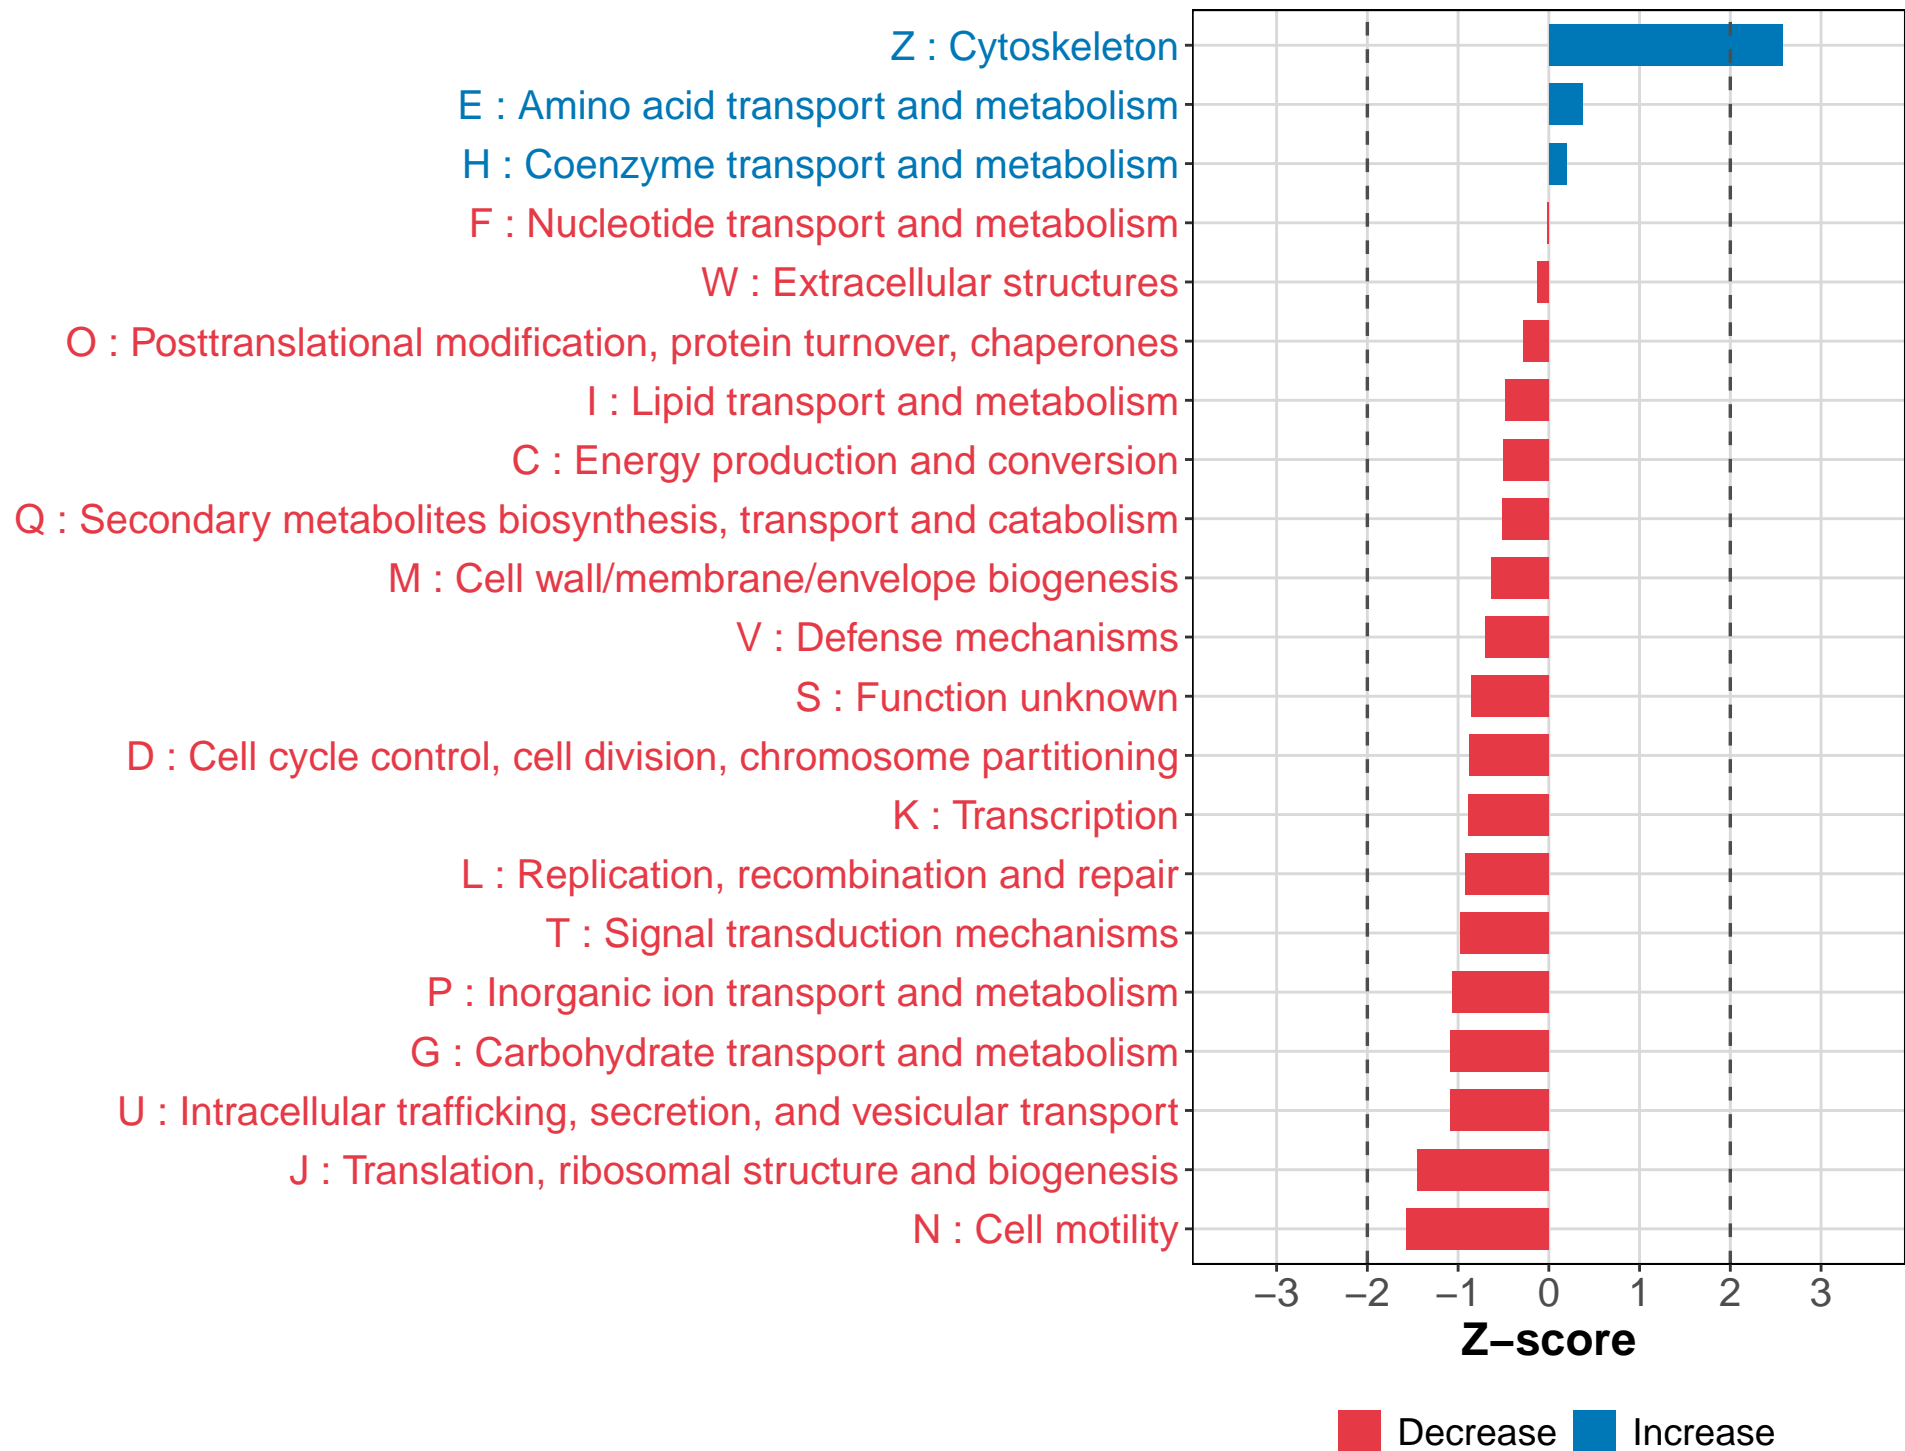 Z : Cytoskeleton
E : Amino acid transport and metabolism
H : Coenzyme transport and metabolism
F : Nucleotide transport and metabolism
W : Extracellular structures
O : Posttranslational modification, protein turnover, chaperones
I : Lipid transport and metabolism
C : Energy production and conversion
Q : Secondary metabolites biosynthesis, transport and catabolism
M : Cell wall/membrane/envelope biogenesis
V : Defense mechanisms
S : Function unknown
D : Cell cycle control, cell division, chromosome partitioning
K : Transcription
L : Replication, recombination and repair
T : Signal transduction mechanisms
P : Inorganic ion transport and metabolism
G : Carbohydrate transport and metabolism
U : Intracellular trafficking, secretion, and vesicular transport
J : Translation, ribosomal structure and biogenesis
N : Cell motility
−3 −2 −1 0 1 2 3
Z−score
Decrease Increase